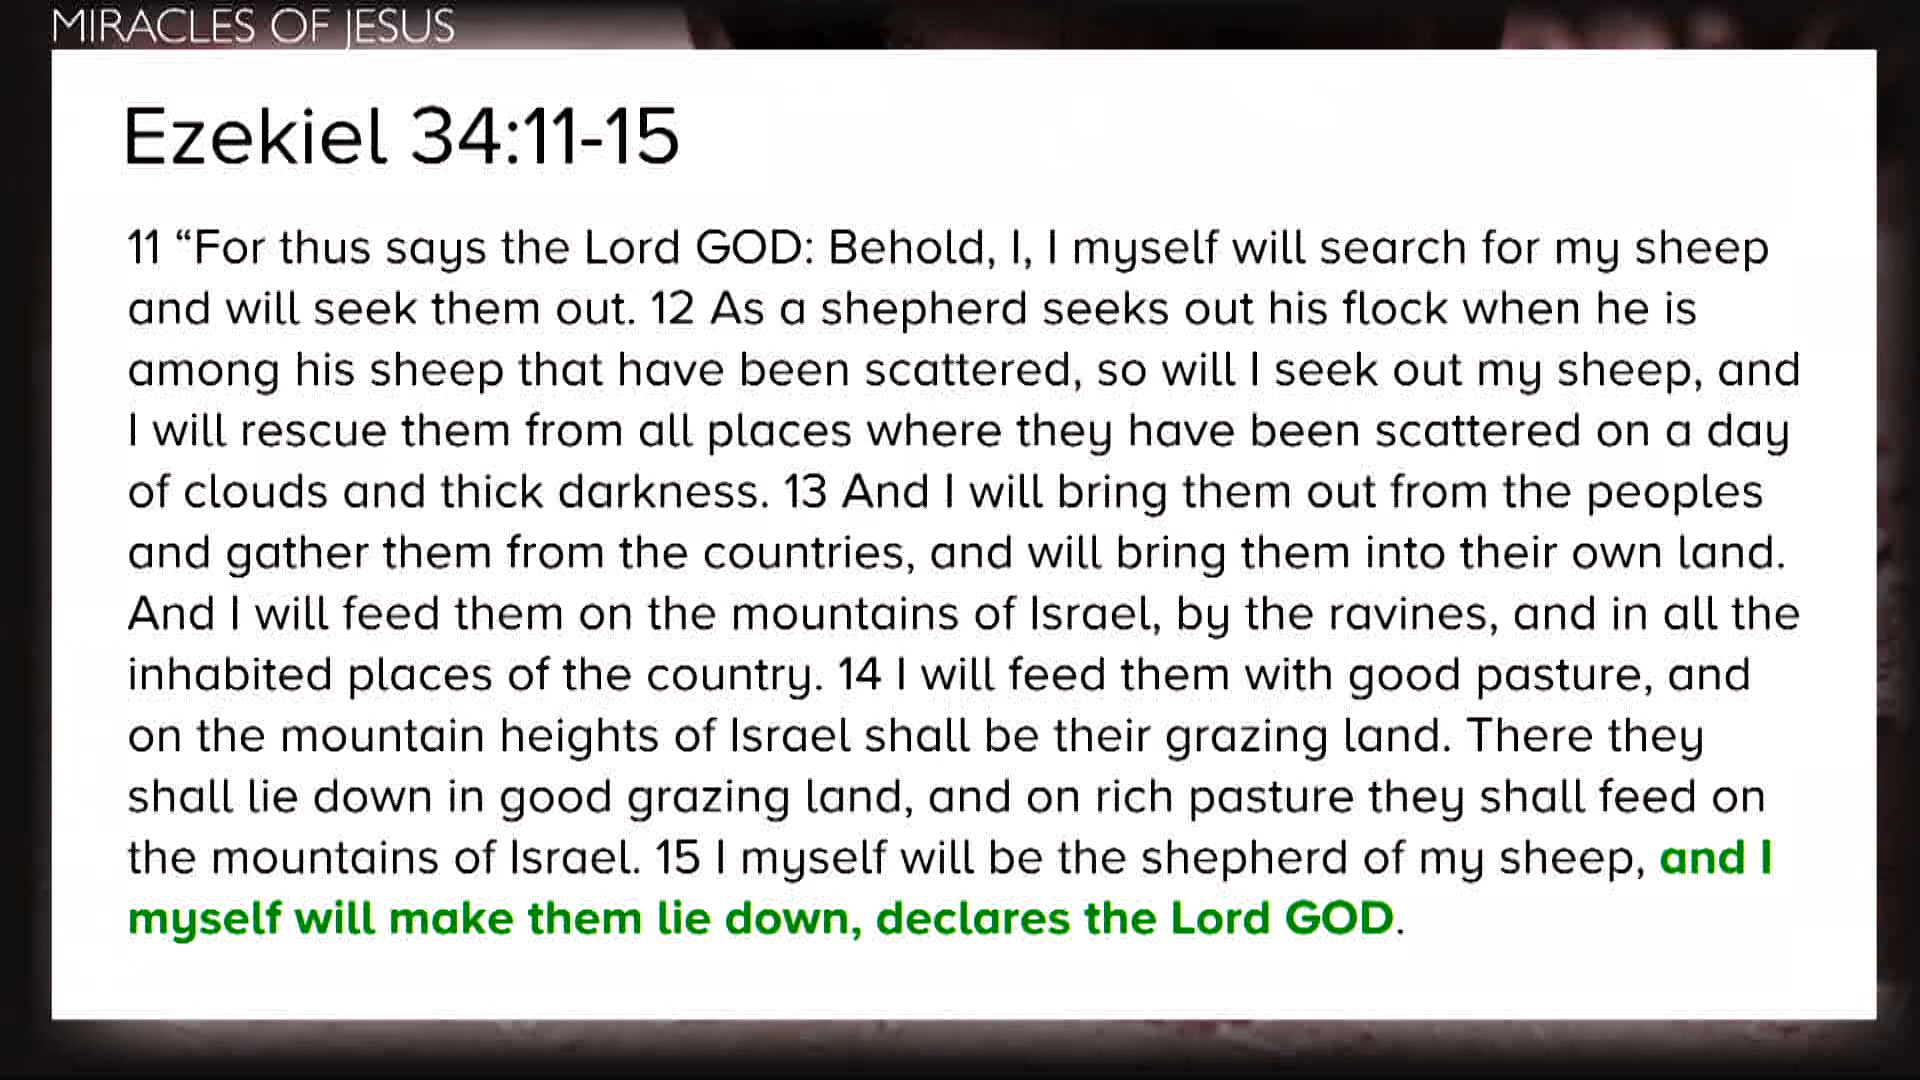 MIRACLES OF JESUS
Ezekiel 34:11-15
11 “For thus says the Lord GOD: Behold, I, I myself will search for my sheep
and will seek them out. 12 As a shepherd seeks out his flock when he is
among his sheep that have been scattered, so will I seek out my sheep, and
I will rescue them from all places where they have been scattered on a day
of clouds and thick darkness. 13 And I will bring them out from the peoples
and gather them from the countries, and will bring them into their own land.
And I will feed them on the mountains of Israel, by the ravines, and in all the
inhabited places of the country. 14 I will feed them with good pasture, and
on the mountain heights of Israel shall be their grazing land. There they
shall lie down in good grazing land, and on rich pasture they shall feed on
the mountains of Israel. 15 I myself will be the shepherd of my sheep, and I
myself will make them lie down, declares the Lord GOD.